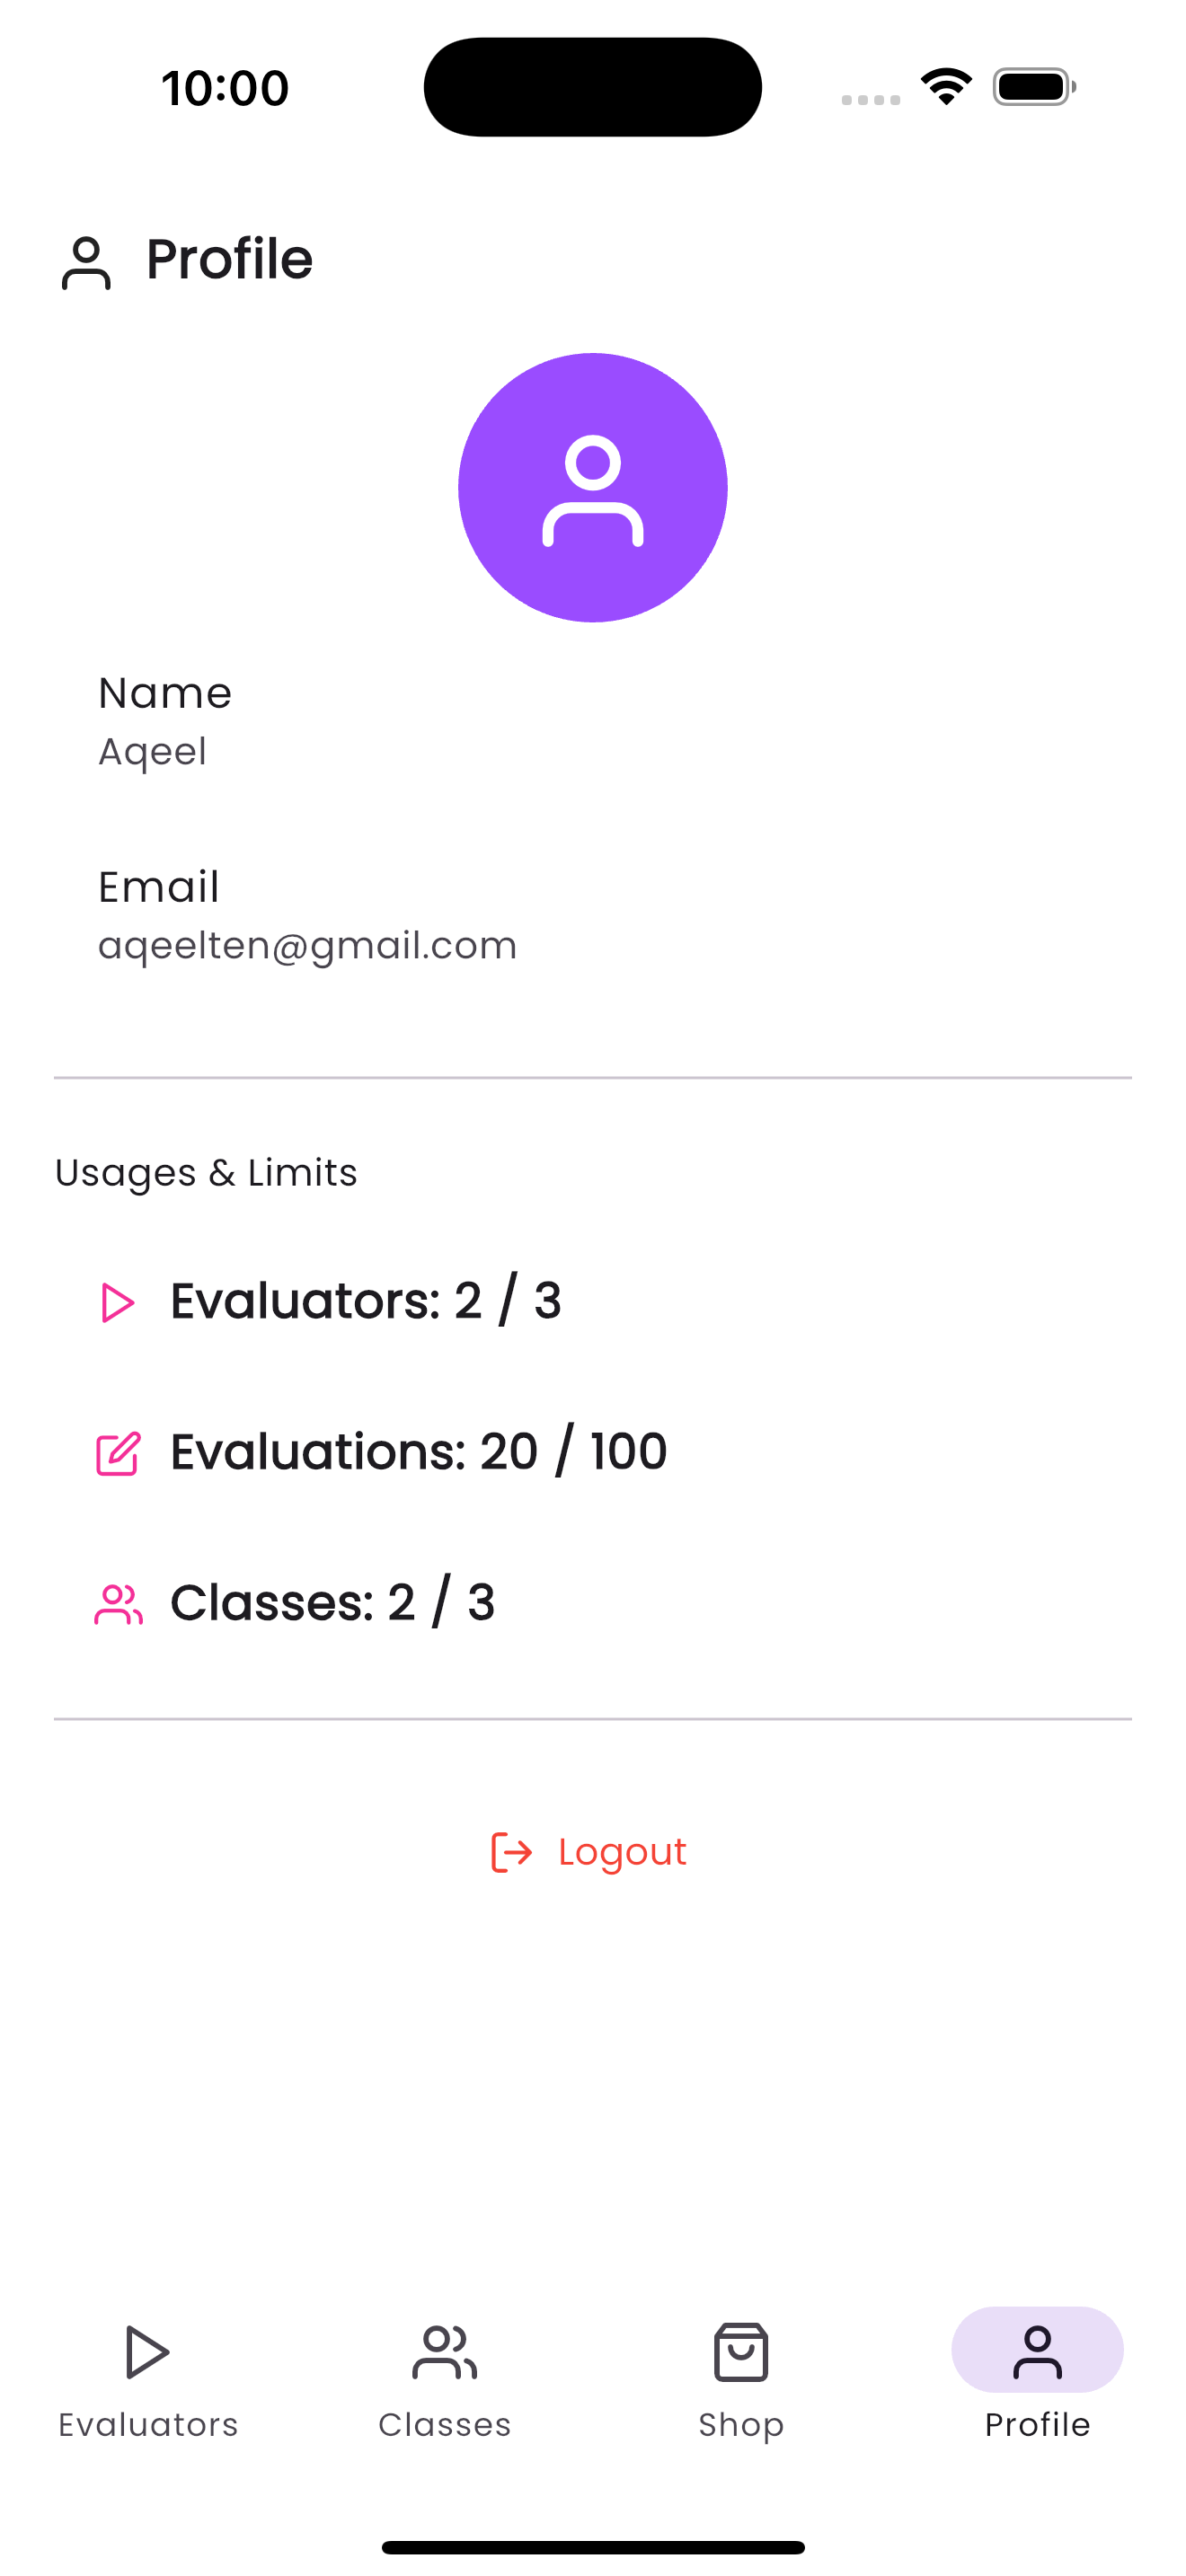 10:00
Profile
Name
Aqeel
Email
aqeelten@gmail.com
Usages & Limits
Evaluators: 2 / 3
Evaluations: 20 / 100
Classes: 2 / 3
Logout
Evaluators
Classes
Shop
Profile